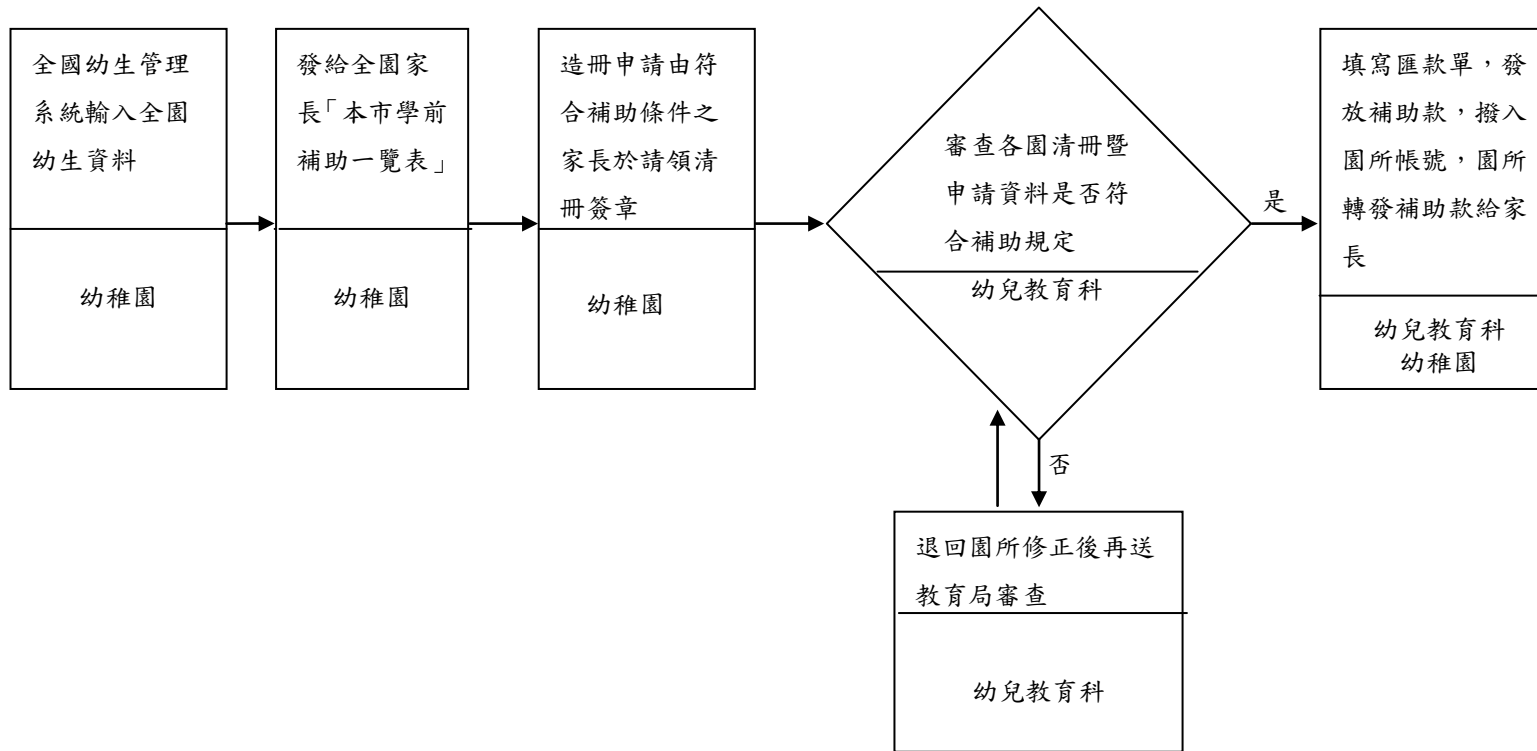 全國幼生管理
系統輸入全園
幼生資料
幼稚園
發給全園家
長「本市學前
補助一覽表」
幼稚園
造冊申請由符
合補助條件之
家長於請領清
冊簽章
幼稚園
審查各園清冊暨
申請資料是否符
合補助規定
幼兒教育科
是
填寫匯款單，發
放補助款，撥入
園所帳號，園所
轉發補助款給家
長
幼兒教育科
幼稚園
否
退回園所修正後再送
教育局審查
幼兒教育科